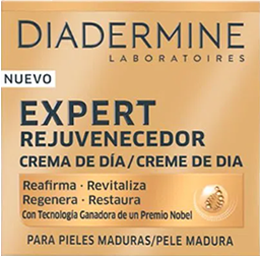 DIADERMINE
LABORATOIRES
NUEVO
EXPERT
REJUVENECEDOR
CREMA DE DÍA / CREME DE DIA
Reafirma · Revitaliza
Regenera · Restaura
Con Tecnología Ganadora de un Premio Nobel
PARA PIELES MADURAS/PELE MADURA